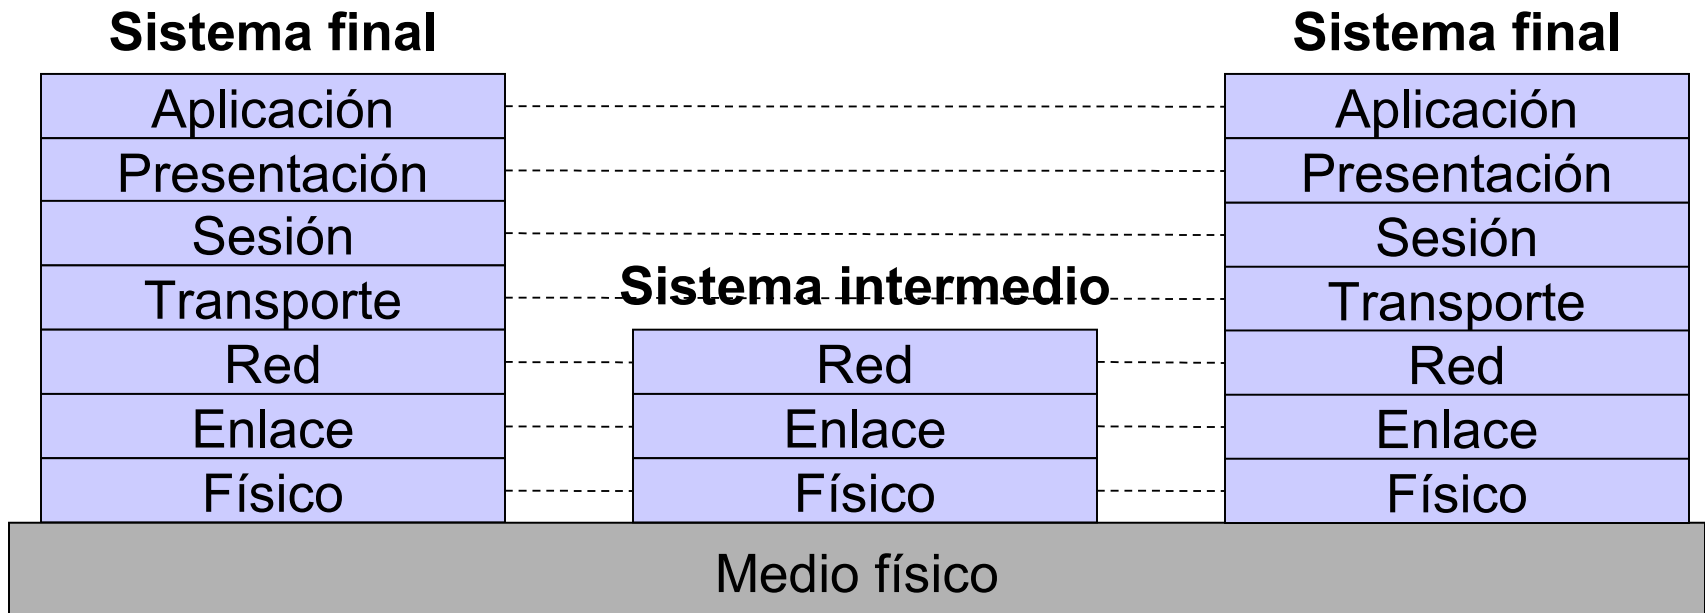 Sistema final
Aplicación
Presentación
Sesión
Transporte
Red
Enlace
Físico
Sistema intermedio
Red
Enlace
Físico
Sistema final
Aplicación
Presentación
Sesión
Transporte
Red
Enlace
Físico
Medio físico